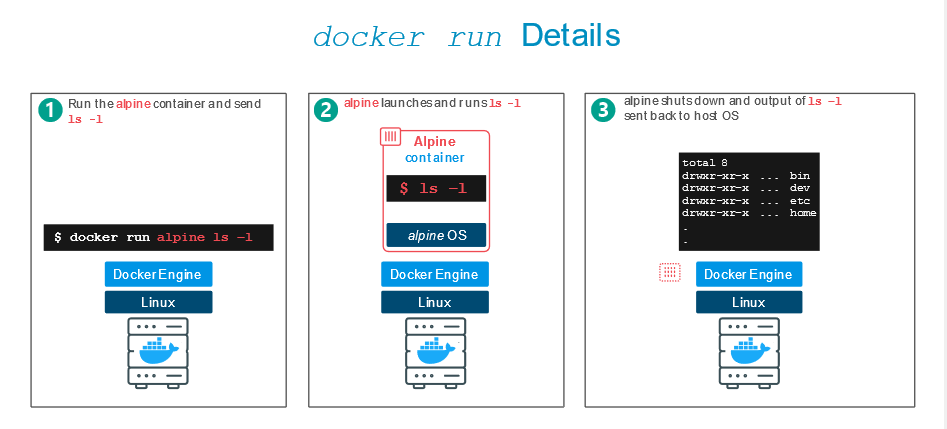 docker run Details
1
Run the alpine container and send
ls -l
$ docker run alpine ls -l
Docker Engine
Linux
2
alpine launches and runs ls -l
Alpine
container
$ ls -l
alpine OS
Docker Engine
Linux
3
alpine shuts down and output of ls -l
sent back to host OS
total 8
drwxr-xr-x ... bin
drwxr-xr-x ... dev
drwxr-xr-x ... etc
drwxr-xr-x ... home
.
.
Docker Engine
Linux